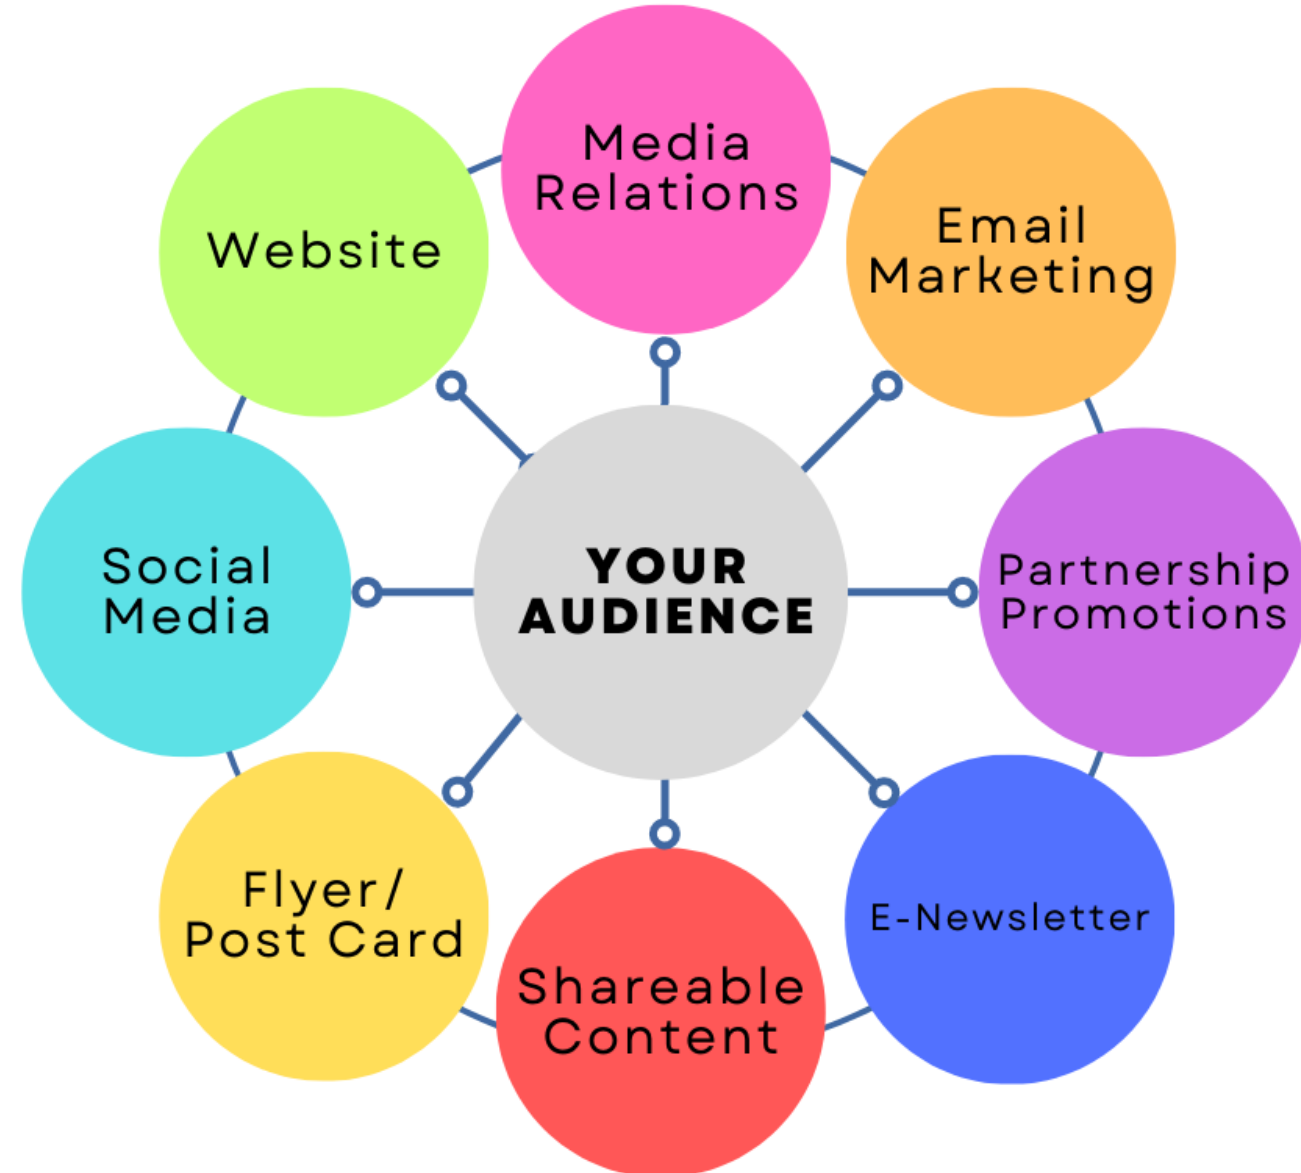 Media
Relations
Email
Marketing
Website
Partnership
Promotions
YOUR
AUDIENCE
Social
Media
E-Newsletter
Flyer/
Post Card
Shareable
Content